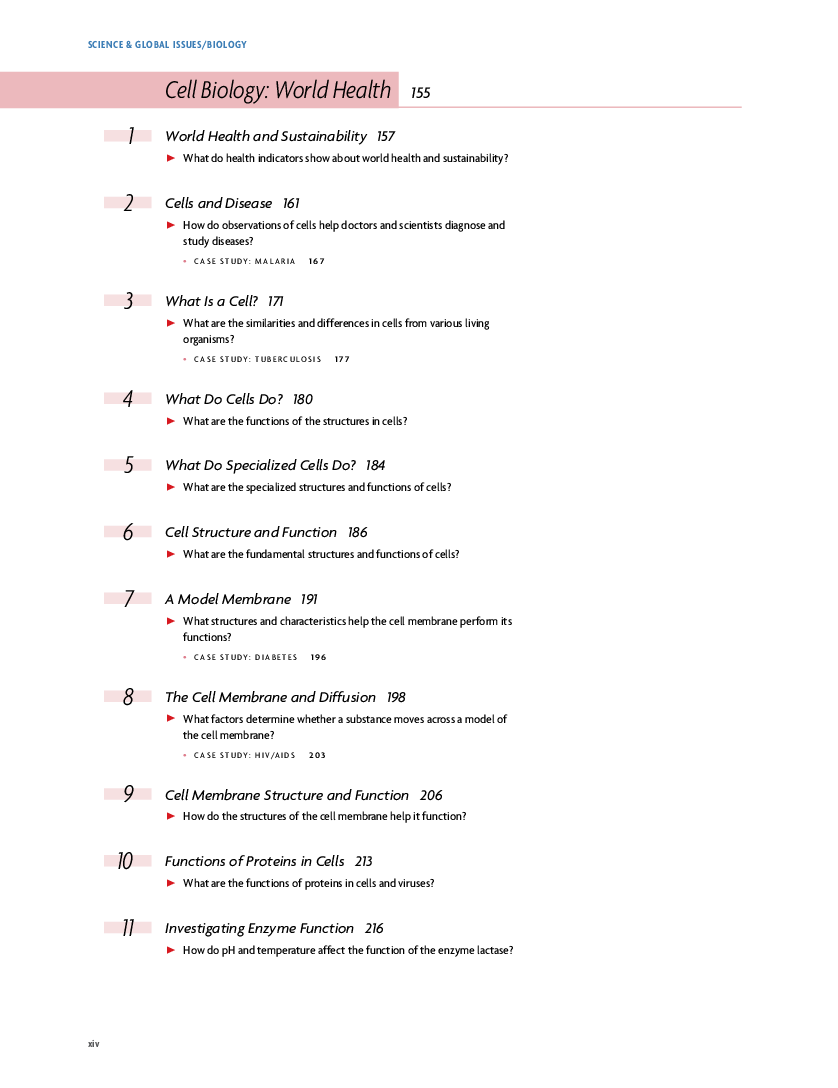 SCIENCE & GLOBAL ISSUES/BIOLOGY
Cell Biology: World Health 155
1 World Health and Sustainability 157
► What do health indicators show about world health and sustainability?
2 Cells and Disease 161
► How do observations of cells help doctors and scientists diagnose and
study diseases?
• CASE STUDY: MALARIA 167
3 What Is a Cell? 171
► What are the similarities and differences in cells from various living
organisms?
• CASE STUDY: TUBERCULOSIS 177
4 What Do Cells Do? 180
► What are the functions of the structures in cells?
5 What Do Specialized Cells Do? 184
► What are the specialized structures and functions of cells?
6 Cell Structure and Function 186
► What are the fundamental structures and functions of cells?
7 A Model Membrane 191
► What structures and characteristics help the cell membrane perform its
functions?
• CASE STUDY: DIABETES 196
8 The Cell Membrane and Diffusion 198
► What factors determine whether a substance moves across a model of
the cell membrane?
• CASE STUDY: HIV/AIDS 203
9 Cell Membrane Structure and Function 206
► How do the structures of the cell membrane help it function?
10 Functions of Proteins in Cells 213
► What are the functions of proteins in cells and viruses?
11 Investigating Enzyme Function 216
► How do pH and temperature affect the function of the enzyme lactase?
xiv